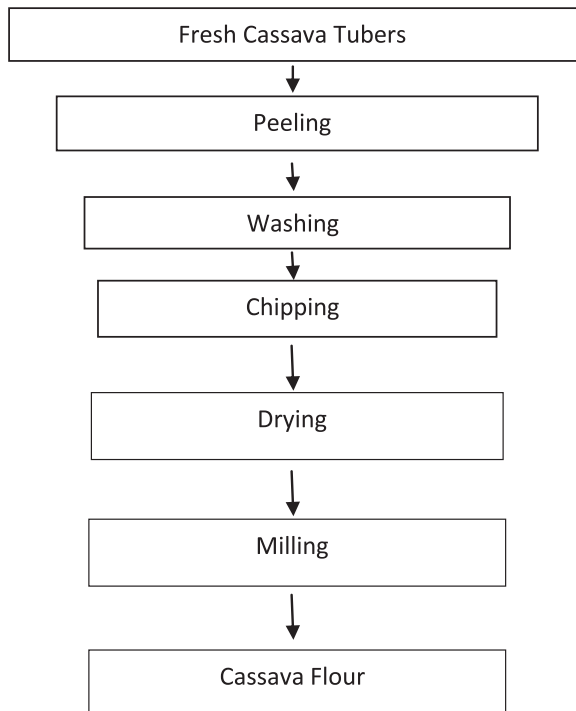 Fresh Cassava Tubers
Peeling
Washing
Chipping
Drying
Milling
Cassava Flour